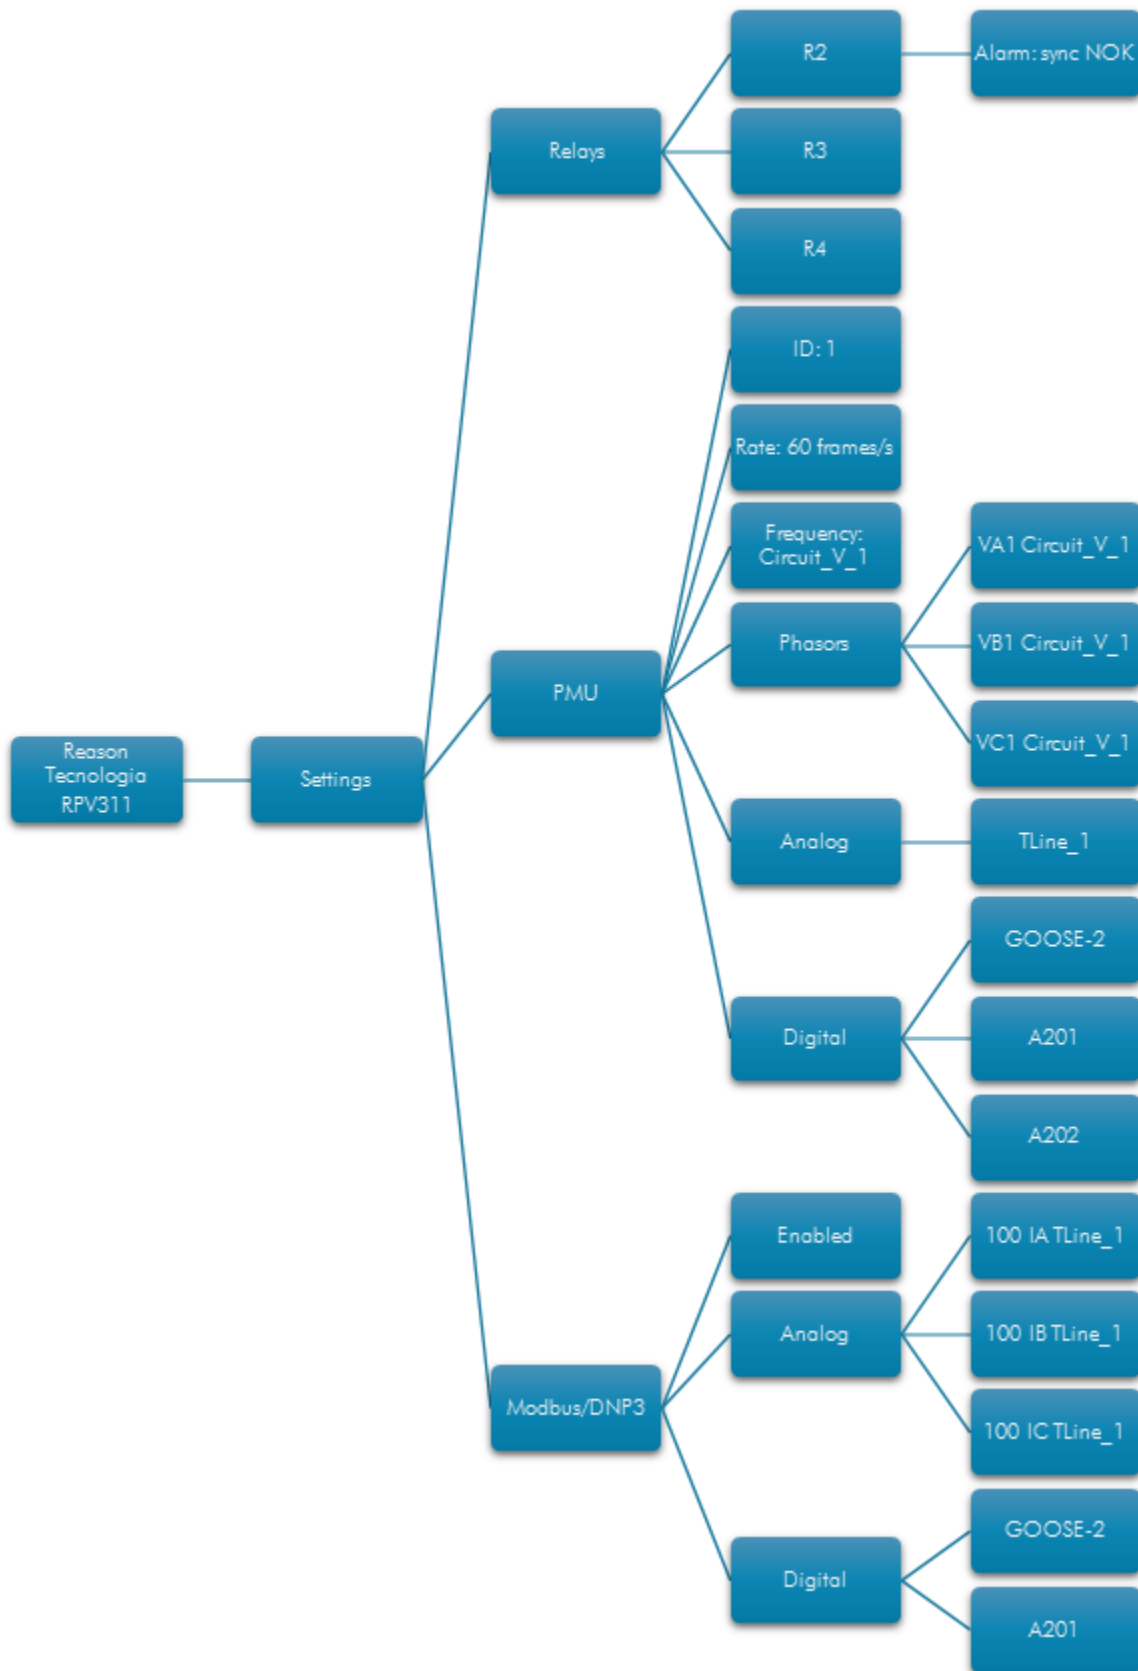 Reason
Tecnologia
RPV311
Settings
Relays
R2
Alarm: sync NOK
R3
R4
PMU
ID: 1
Rate: 60 frames/s
Frequency:
Circuit_V_1
Phasors
VA1 Circuit_V_1
VB1 Circuit_V_1
VC1 Circuit_V_1
Analog
TLine_1
Digital
GOOSE-2
A201
A202
Modbus/DNP3
Enabled
Analog
100 IA TLine_1
100 IB TLine_1
100 IC TLine_1
Digital
GOOSE-2
A201